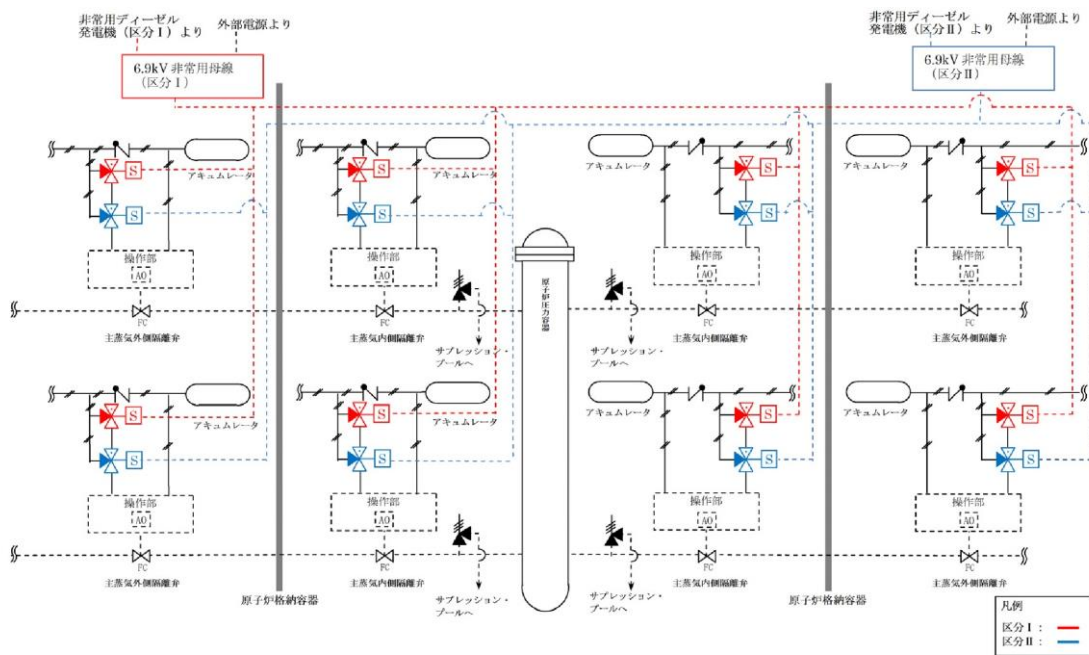 非常用ディーゼル
発電機（区分Ⅰ）より
外部電源より
6.9kV 非常用母線
（区分Ⅰ）
非常用ディーゼル
発電機（区分Ⅱ）より
外部電源より
6.9kV 非常用母線
（区分Ⅱ）
S
アキュムレータ
S
操作部
AO
FC
主蒸気外側隔離弁
S
アキュムレータ
S
操作部
AO
FC
主蒸気内側隔離弁
サプレッション・
プールへ
原子炉圧力容器
アキュムレータ
S
S
操作部
AO
FC
主蒸気内側隔離弁
サプレッション・
プールへ
アキュムレータ
S
S
操作部
AO
FC
主蒸気外側隔離弁
S
アキュムレータ
S
操作部
AO
FC
主蒸気外側隔離弁
S
アキュムレータ
S
操作部
AO
FC
主蒸気内側隔離弁
サプレッション・
プールへ
アキュムレータ
S
S
操作部
AO
FC
主蒸気内側隔離弁
サプレッション・
プールへ
アキュムレータ
S
S
操作部
AO
FC
主蒸気外側隔離弁
原子炉格納容器
原子炉格納容器
凡例
区分Ⅰ：
区分Ⅱ：